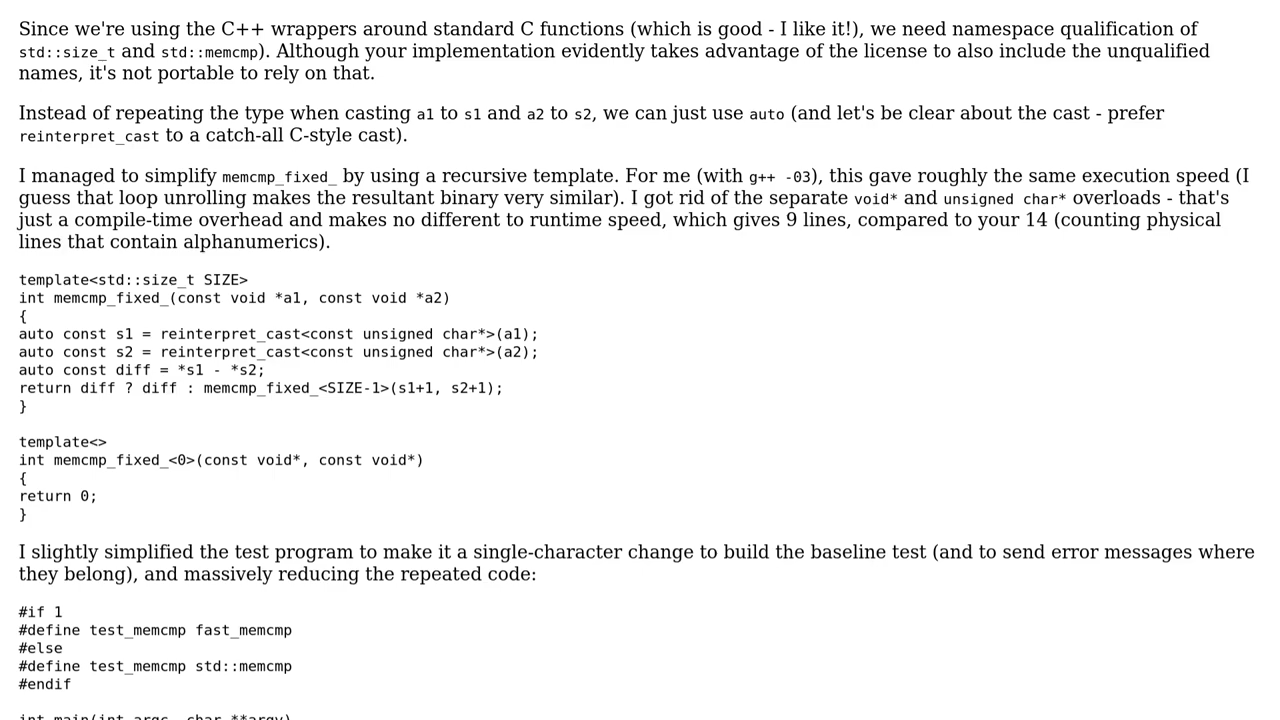 Since we're using the C++ wrappers around standard C functions (which is good - I like it!), we need namespace qualification of
std::size_t and std::memcmp). Although your implementation evidently takes advantage of the license to also include the unqualified
names, it's not portable to rely on that.
Instead of repeating the type when casting a1 to s1 and a2 to s2, we can just use auto (and let's be clear about the cast - prefer
reinterpret_cast to a catch-all C-style cast).
I managed to simplify memcmp_fixed_ by using a recursive template. For me (with g++ -03), this gave roughly the same execution speed (I
guess that loop unrolling makes the resultant binary very similar). I got rid of the separate void* and unsigned char* overloads - that's
just a compile-time overhead and makes no different to runtime speed, which gives 9 lines, compared to your 14 (counting physical
lines that contain alphanumerics).
template<std::size_t SIZE>
int memcmp_fixed_(const void *a1, const void *a2)
{
auto const s1 = reinterpret_cast<const unsigned char*>(a1);
auto const s2 = reinterpret_cast<const unsigned char*>(a2);
auto const diff = *s1 - *s2;
return diff ? diff : memcmp_fixed_<SIZE-1>(s1+1, s2+1);
}
template<>
int memcmp_fixed_<0>(const void*, const void*)
{
return 0;
}
I slightly simplified the test program to make it a single-character change to build the baseline test (and to send error messages where
they belong), and massively reducing the repeated code:
#if 1
#define test_memcmp fast_memcmp
#else
#define test_memcmp std::memcmp
#endif
int main(int argc, char **argv)